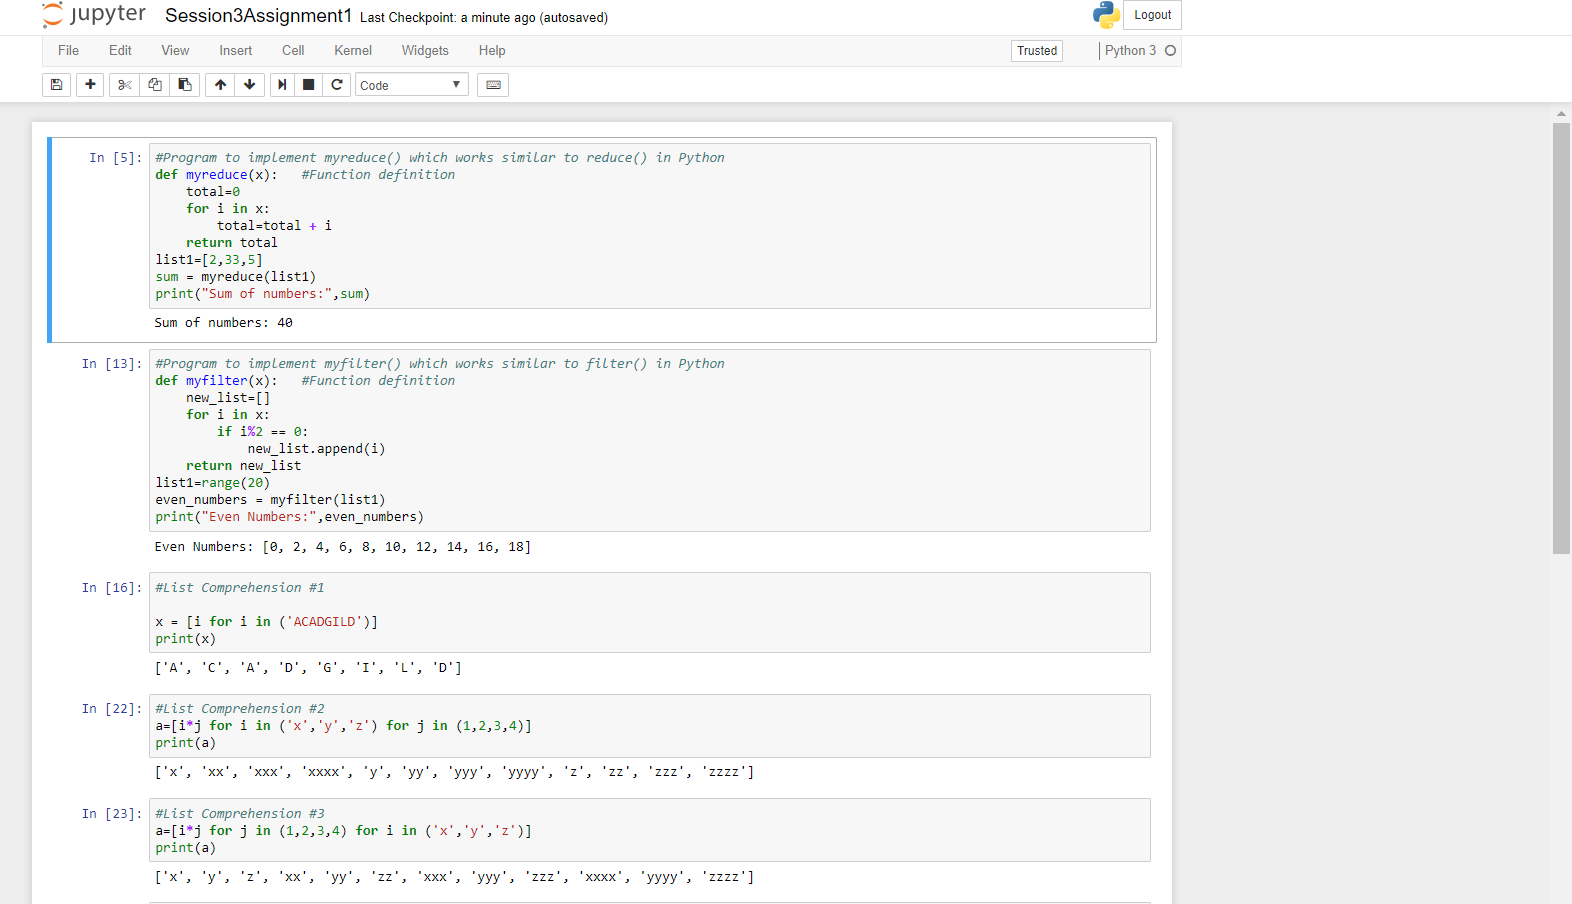 jupyter Session3Assignment1 Last Checkpoint: a minute ago (autosaved) Logout
File Edit View Insert Cell Kernel Widgets Help Trusted Python 3
Code
In [5]: #Program to implement myreduce() which works similar to reduce() in Python
def myreduce(x):   #Function definition
    total=0
    for i in x:
        total=total + i
    return total
list1=[2,33,5]
sum = myreduce(list1)
print("Sum of numbers:",sum)
Sum of numbers: 40
In [13]: #Program to implement myfilter() which works similar to filter() in Python
def myfilter(x):   #Function definition
    new_list=[]
    for i in x:
        if i%2 == 0:
            new_list.append(i)
    return new_list
list1=range(20)
even_numbers = myfilter(list1)
print("Even Numbers:",even_numbers)
Even Numbers: [0, 2, 4, 6, 8, 10, 12, 14, 16, 18]
In [16]: #List Comprehension #1
x = [i for i in ('ACADGILD')]
print(x)
['A', 'C', 'A', 'D', 'G', 'I', 'L', 'D']
In [22]: #List Comprehension #2
a=[i*j for i in ('x','y','z') for j in (1,2,3,4)]
print(a)
['x', 'xx', 'xxx', 'xxxx', 'y', 'yy', 'yyy', 'yyyy', 'z', 'zz', 'zzz', 'zzzz']
In [23]: #List Comprehension #3
a=[i*j for j in (1,2,3,4) for i in ('x','y','z')]
print(a)
['x', 'y', 'z', 'xx', 'yy', 'zz', 'xxx', 'yyy', 'zzz', 'xxxx', 'yyyy', 'zzzz']